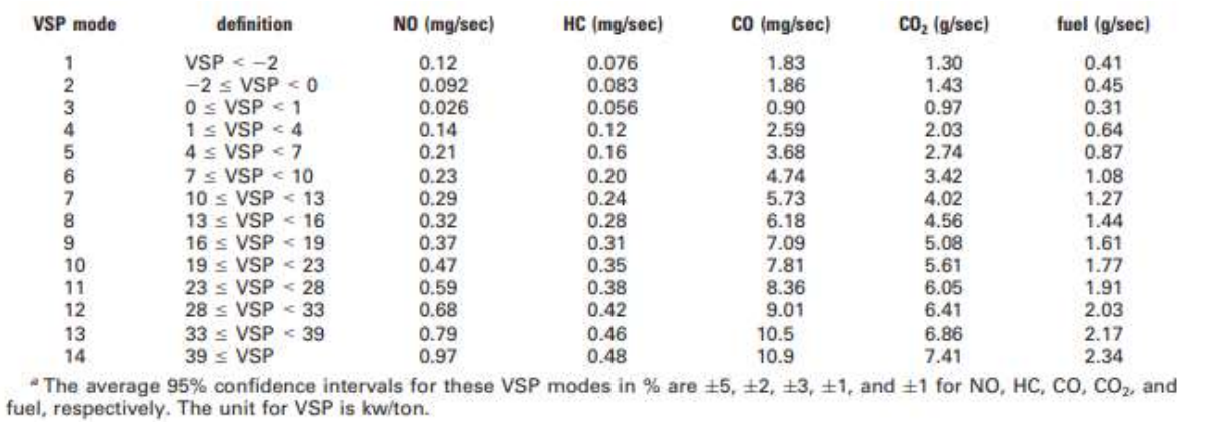 VSP mode definition NO (mg/sec) HC (mg/sec) CO (mg/sec) CO₂ (g/sec) fuel (g/sec)
1 VSP < −2 0.12 0.076 1.83 1.30 0.41
2 −2 ≤ VSP < 0 0.092 0.083 1.86 1.43 0.45
3 0 ≤ VSP < 1 0.026 0.056 0.90 0.97 0.31
4 1 ≤ VSP < 4 0.14 0.12 2.59 2.03 0.64
5 4 ≤ VSP < 7 0.21 0.16 3.68 2.74 0.87
6 7 ≤ VSP < 10 0.23 0.20 4.74 3.42 1.08
7 10 ≤ VSP < 13 0.29 0.24 5.73 4.02 1.27
8 13 ≤ VSP < 16 0.32 0.28 6.18 4.56 1.44
9 16 ≤ VSP < 19 0.37 0.31 7.09 5.08 1.61
10 19 ≤ VSP < 23 0.47 0.35 7.81 5.61 1.77
11 23 ≤ VSP < 28 0.59 0.38 8.36 6.05 1.91
12 28 ≤ VSP < 33 0.68 0.42 9.01 6.41 2.03
13 33 ≤ VSP < 39 0.79 0.46 10.5 6.86 2.17
14 39 ≤ VSP 0.97 0.48 10.9 7.41 2.34
ᵃ The average 95% confidence intervals for these VSP modes in % are ±5, ±2, ±3, ±1, and ±1 for NO, HC, CO, CO₂, and
fuel, respectively. The unit for VSP is kw/ton.